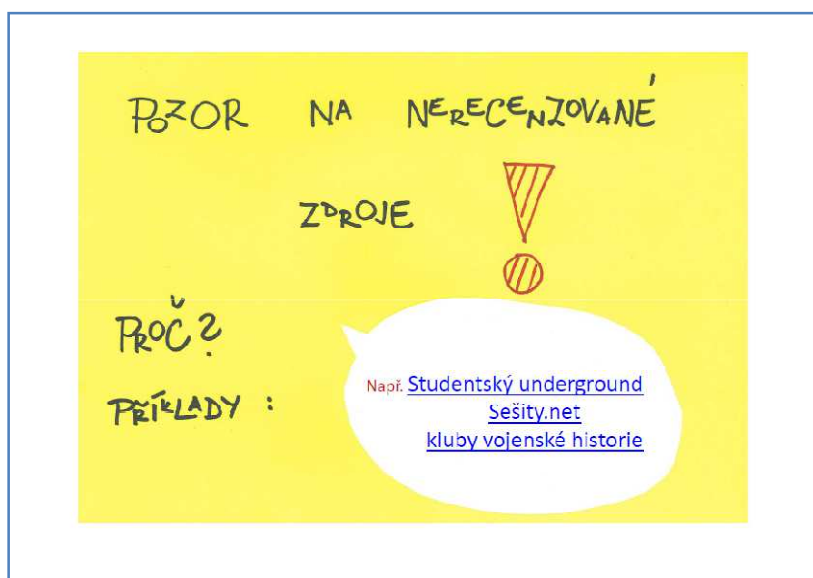 POZOR NA NERECENZOVANÉ
ZDROJE !
PROČ?
PŘÍKLADY :
Např. Studentský underground
Sešity.net
kluby vojenské historie